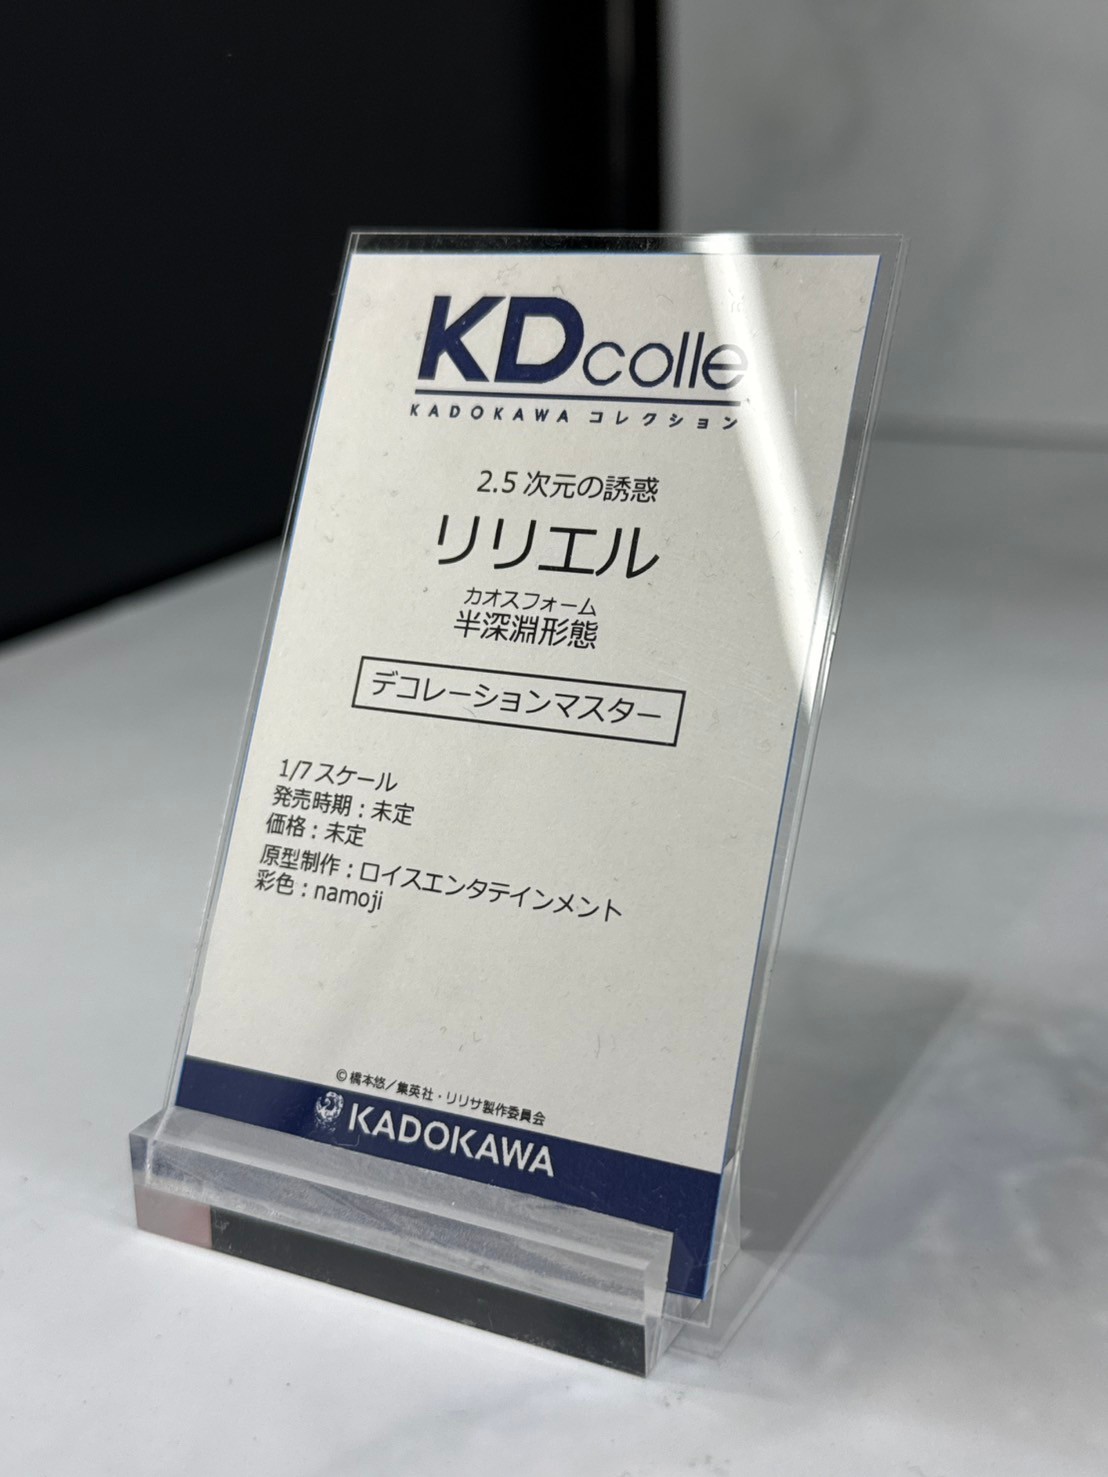 KDcolle
KADOKAWA コレクション
2.5 次元の誘惑
リリエル
カオスフォーム
半深淵形態
デコレーションマスター
1/7 スケール
発売時期：未定
価格：未定
原型制作：ロイスエンタテインメント
彩色：namoji
©橋本悠／集英社・リリサ製作委員会
KADOKAWA